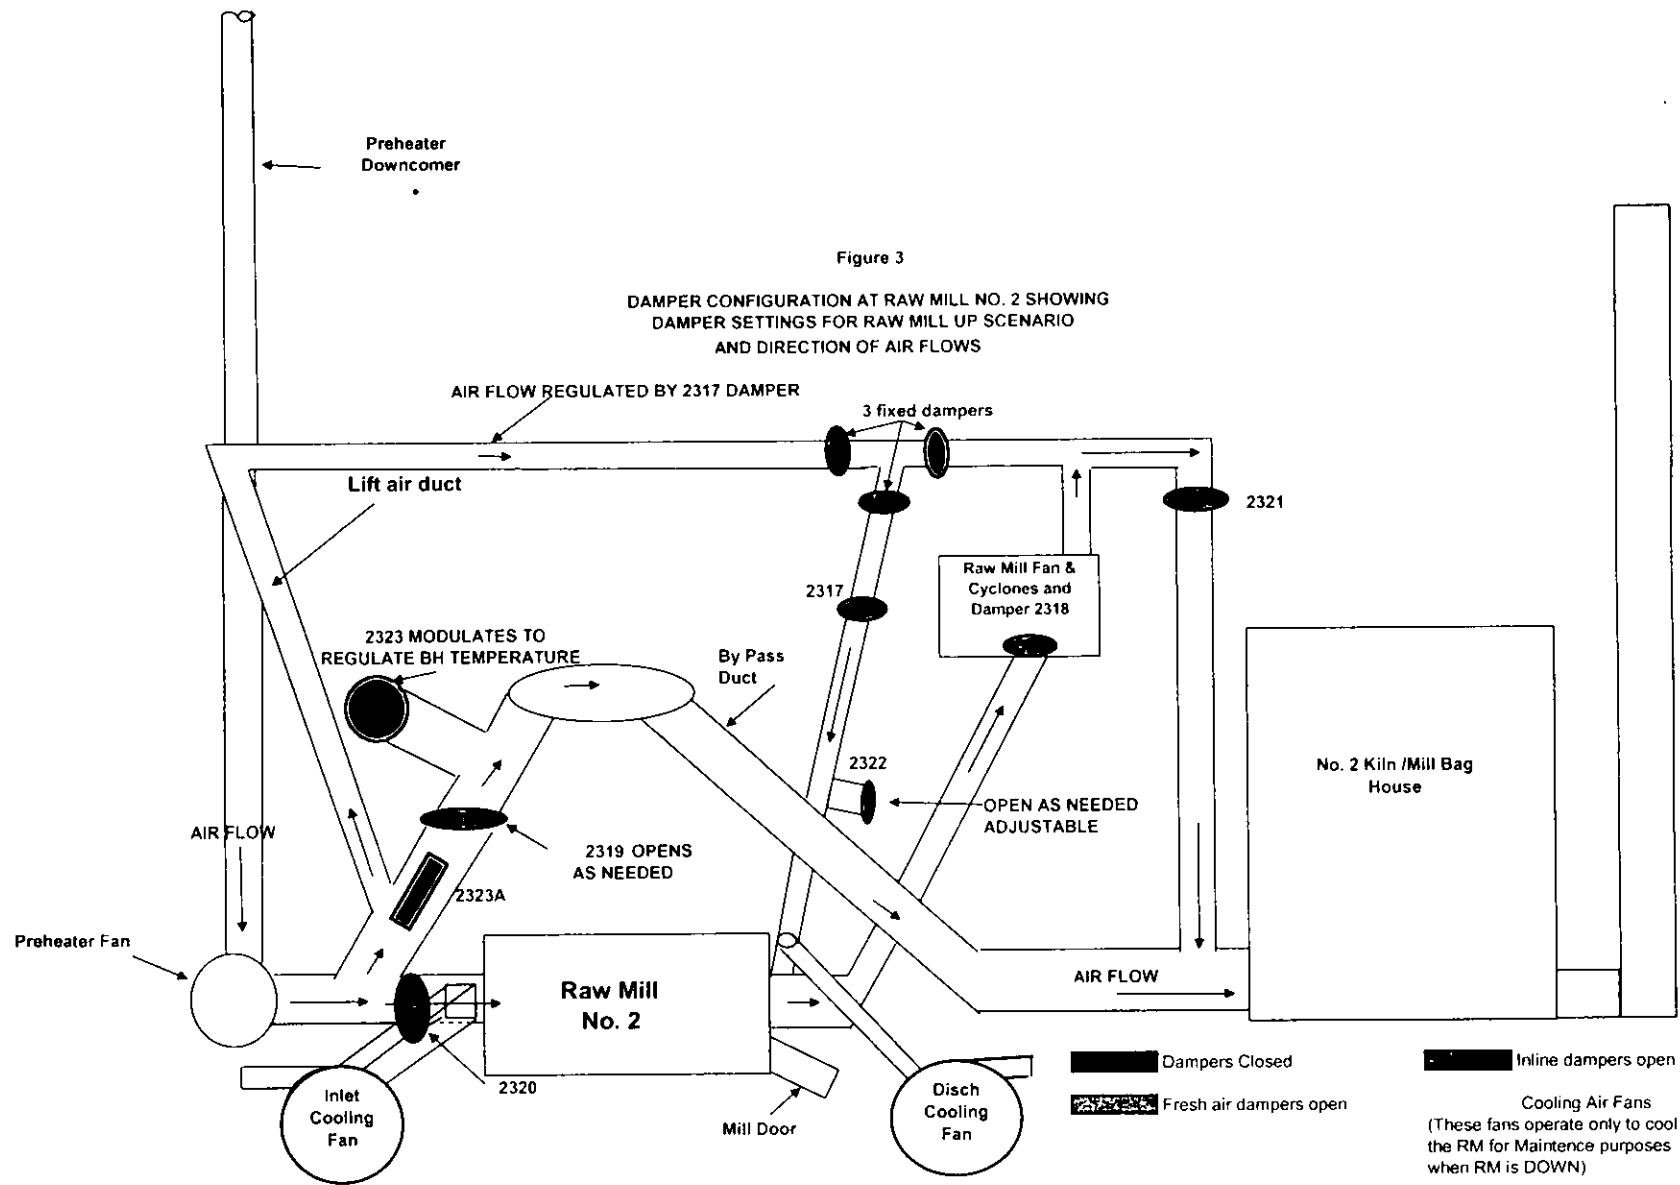 Preheater
Downcomer
Figure 3
DAMPER CONFIGURATION AT RAW MILL NO. 2 SHOWING
DAMPER SETTINGS FOR RAW MILL UP SCENARIO
AND DIRECTION OF AIR FLOWS
AIR FLOW REGULATED BY 2317 DAMPER
3 fixed dampers
Lift air duct
2321
Raw Mill Fan &
Cyclones and
Damper 2318
2317
2323 MODULATES TO
REGULATE BH TEMPERATURE
By Pass
Duct
2322
No. 2 Kiln /Mill Bag
House
OPEN AS NEEDED
ADJUSTABLE
AIR FLOW
2319 OPENS
AS NEEDED
2323A
Preheater Fan
Raw Mill
No. 2
AIR FLOW
2320
Inlet
Cooling
Fan
Mill Door
Disch
Cooling
Fan
Dampers Closed
Inline dampers open
Fresh air dampers open
Cooling Air Fans
(These fans operate only to cool
the RM for Maintence purposes
when RM is DOWN)